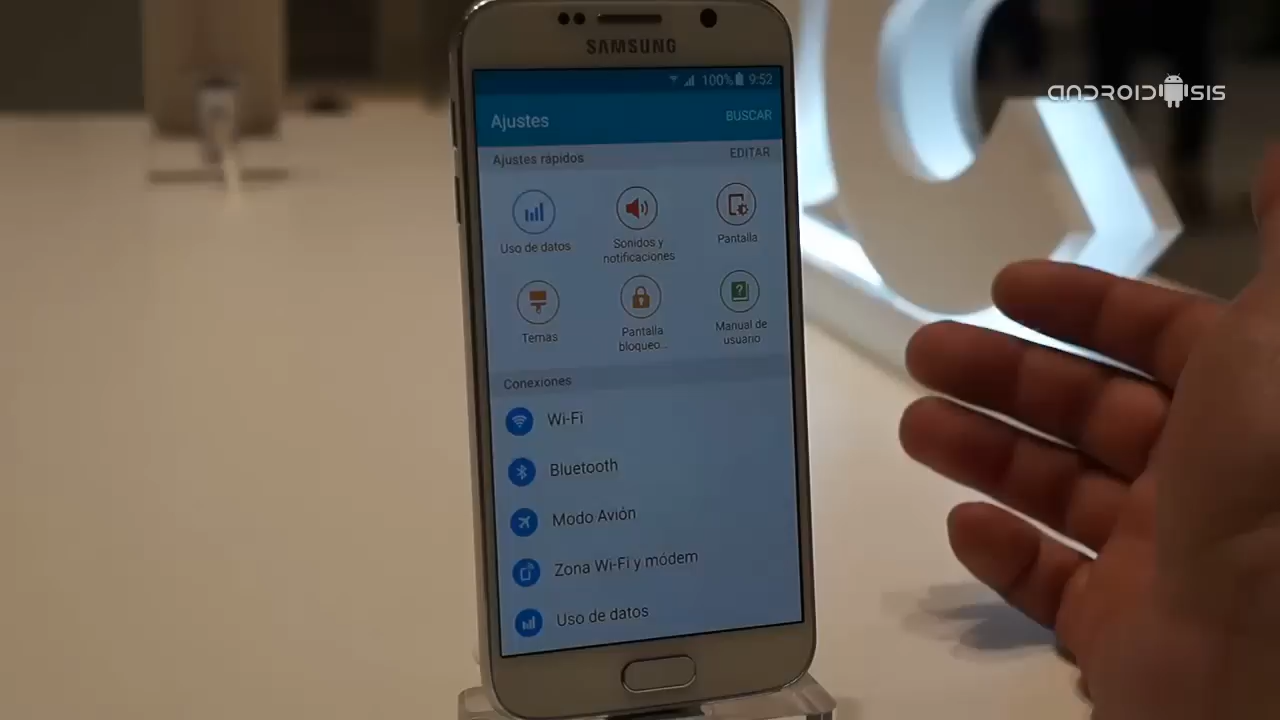 ANDROIDSIS
SAMSUNG
100% 9:52
Ajustes
BUSCAR
Ajustes rápidos
EDITAR
Uso de datos
Sonidos y
notificaciones
Pantalla
Temas
Pantalla
bloqueo...
Manual de
usuario
Conexiones
Wi-Fi
Bluetooth
Modo Avión
Zona Wi-Fi y módem
Uso de datos